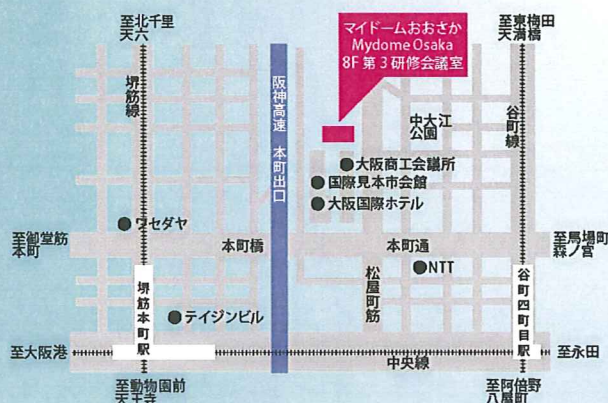 至北千里
天六
マイドームおおさか
Mydome Osaka
8F 第3研修会議室
至東梅田
天満橋
堺筋線
阪神高速 本町出口
中大江
公園
谷町線
大阪商工会議所
国際見本市会館
大阪国際ホテル
ワセダヤ
至御堂筋
本町
本町橋
本町通
至馬場町
森ノ宮
松屋町筋
NTT
堺筋本町駅
テイジンビル
谷町四町目駅
至大阪港
中央線
至永田
至動物園前
天王寺
至阿倍野
八尾町